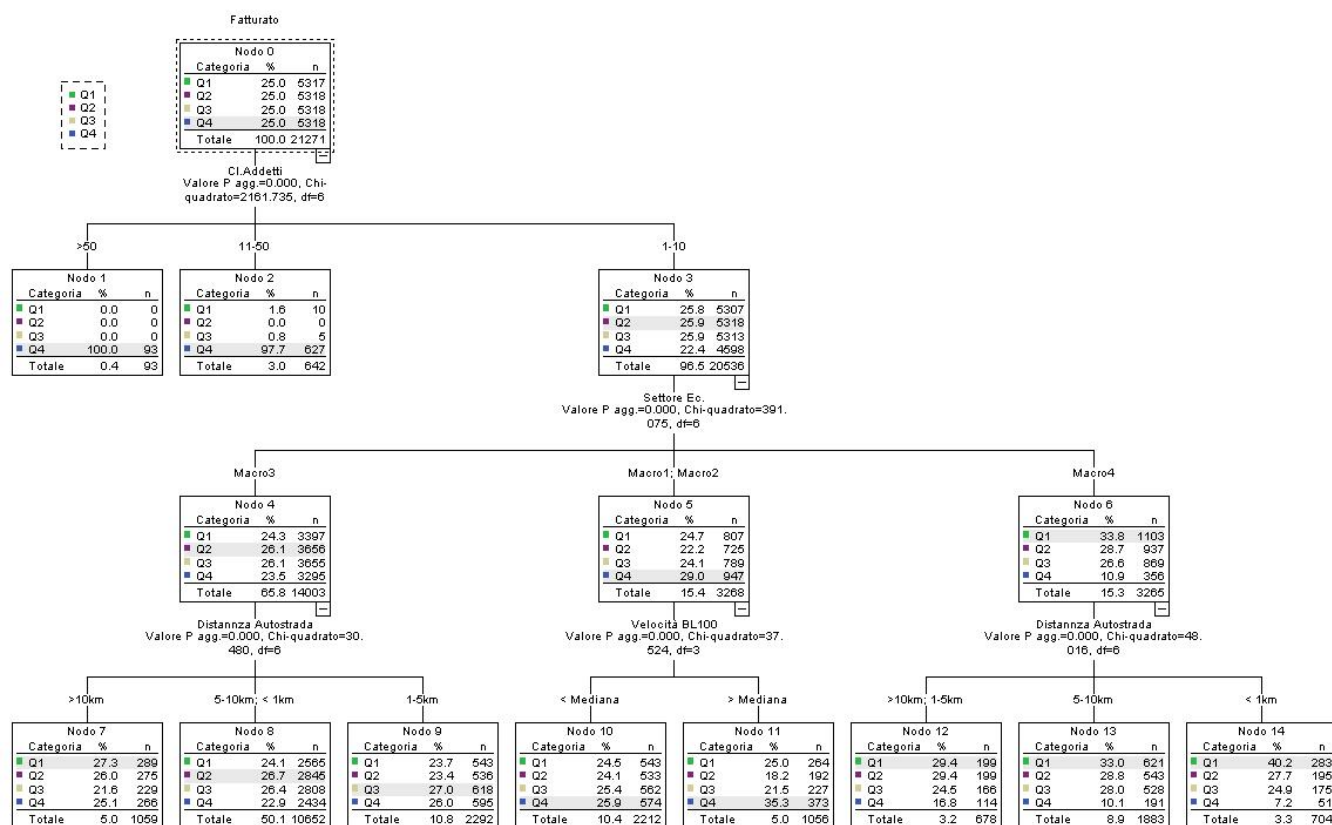 Fatturato
Nodo 0
Categoria % n
Q1 25.0 5317
Q2 25.0 5318
Q3 25.0 5318
Q4 25.0 5318
Totale 100.0 21271
Q1
Q2
Q3
Q4
Cl.Addetti
Valore P agg.=0.000, Chi-
quadrato=2161.735, df=6
>50
11-50
1-10
Nodo 1
Categoria % n
Q1 0.0 0
Q2 0.0 0
Q3 0.0 0
Q4 100.0 93
Totale 0.4 93
Nodo 2
Categoria % n
Q1 1.6 10
Q2 0.0 0
Q3 0.8 5
Q4 97.7 627
Totale 3.0 642
Nodo 3
Categoria % n
Q1 25.8 5307
Q2 25.9 5318
Q3 25.9 5313
Q4 22.4 4598
Totale 96.5 20536
Settore Ec.
Valore P agg.=0.000, Chi-quadrato=391.
075, df=6
Macro3
Macro1; Macro2
Macro4
Nodo 4
Categoria % n
Q1 24.3 3397
Q2 26.1 3656
Q3 26.1 3655
Q4 23.5 3295
Totale 65.8 14003
Nodo 5
Categoria % n
Q1 24.7 807
Q2 22.2 725
Q3 24.1 789
Q4 29.0 947
Totale 15.4 3268
Nodo 6
Categoria % n
Q1 33.8 1103
Q2 28.7 937
Q3 26.6 869
Q4 10.9 356
Totale 15.3 3265
Distannza Autostrada
Valore P agg.=0.000, Chi-quadrato=30.
480, df=6
Velocità BL100
Valore P agg.=0.000, Chi-quadrato=37.
524, df=3
Distannza Autostrada
Valore P agg.=0.000, Chi-quadrato=48.
016, df=6
>10km
5-10km; < 1km
1-5km
< Mediana
> Mediana
>10km; 1-5km
5-10km
< 1km
Nodo 7
Categoria % n
Q1 27.3 289
Q2 26.0 275
Q3 21.6 229
Q4 25.1 266
Totale 5.0 1059
Nodo 8
Categoria % n
Q1 24.1 2565
Q2 26.7 2845
Q3 26.4 2808
Q4 22.9 2434
Totale 50.1 10652
Nodo 9
Categoria % n
Q1 23.7 543
Q2 23.4 536
Q3 27.0 618
Q4 26.0 595
Totale 10.8 2292
Nodo 10
Categoria % n
Q1 24.5 543
Q2 24.1 533
Q3 25.4 562
Q4 25.9 574
Totale 10.4 2212
Nodo 11
Categoria % n
Q1 25.0 264
Q2 18.2 192
Q3 21.5 227
Q4 35.3 373
Totale 5.0 1056
Nodo 12
Categoria % n
Q1 29.4 199
Q2 29.4 199
Q3 24.5 166
Q4 16.8 114
Totale 3.2 678
Nodo 13
Categoria % n
Q1 33.0 621
Q2 28.8 543
Q3 28.0 528
Q4 10.1 191
Totale 8.9 1883
Nodo 14
Categoria % n
Q1 40.2 283
Q2 27.7 195
Q3 24.9 175
Q4 7.2 51
Totale 3.3 704